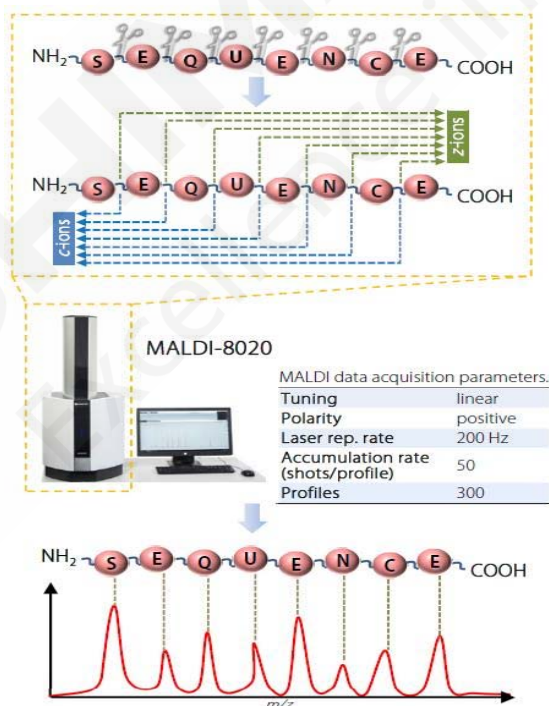 NH2 S E Q U E N C E COOH
z-ions
NH2 S E Q U E N C E COOH
c-ions
MALDI-8020
MALDI data acquisition parameters.
Tuning linear
Polarity positive
Laser rep. rate 200 Hz
Accumulation rate 50
(shots/profile)
Profiles 300
NH2 S E Q U E N C E COOH
m/z